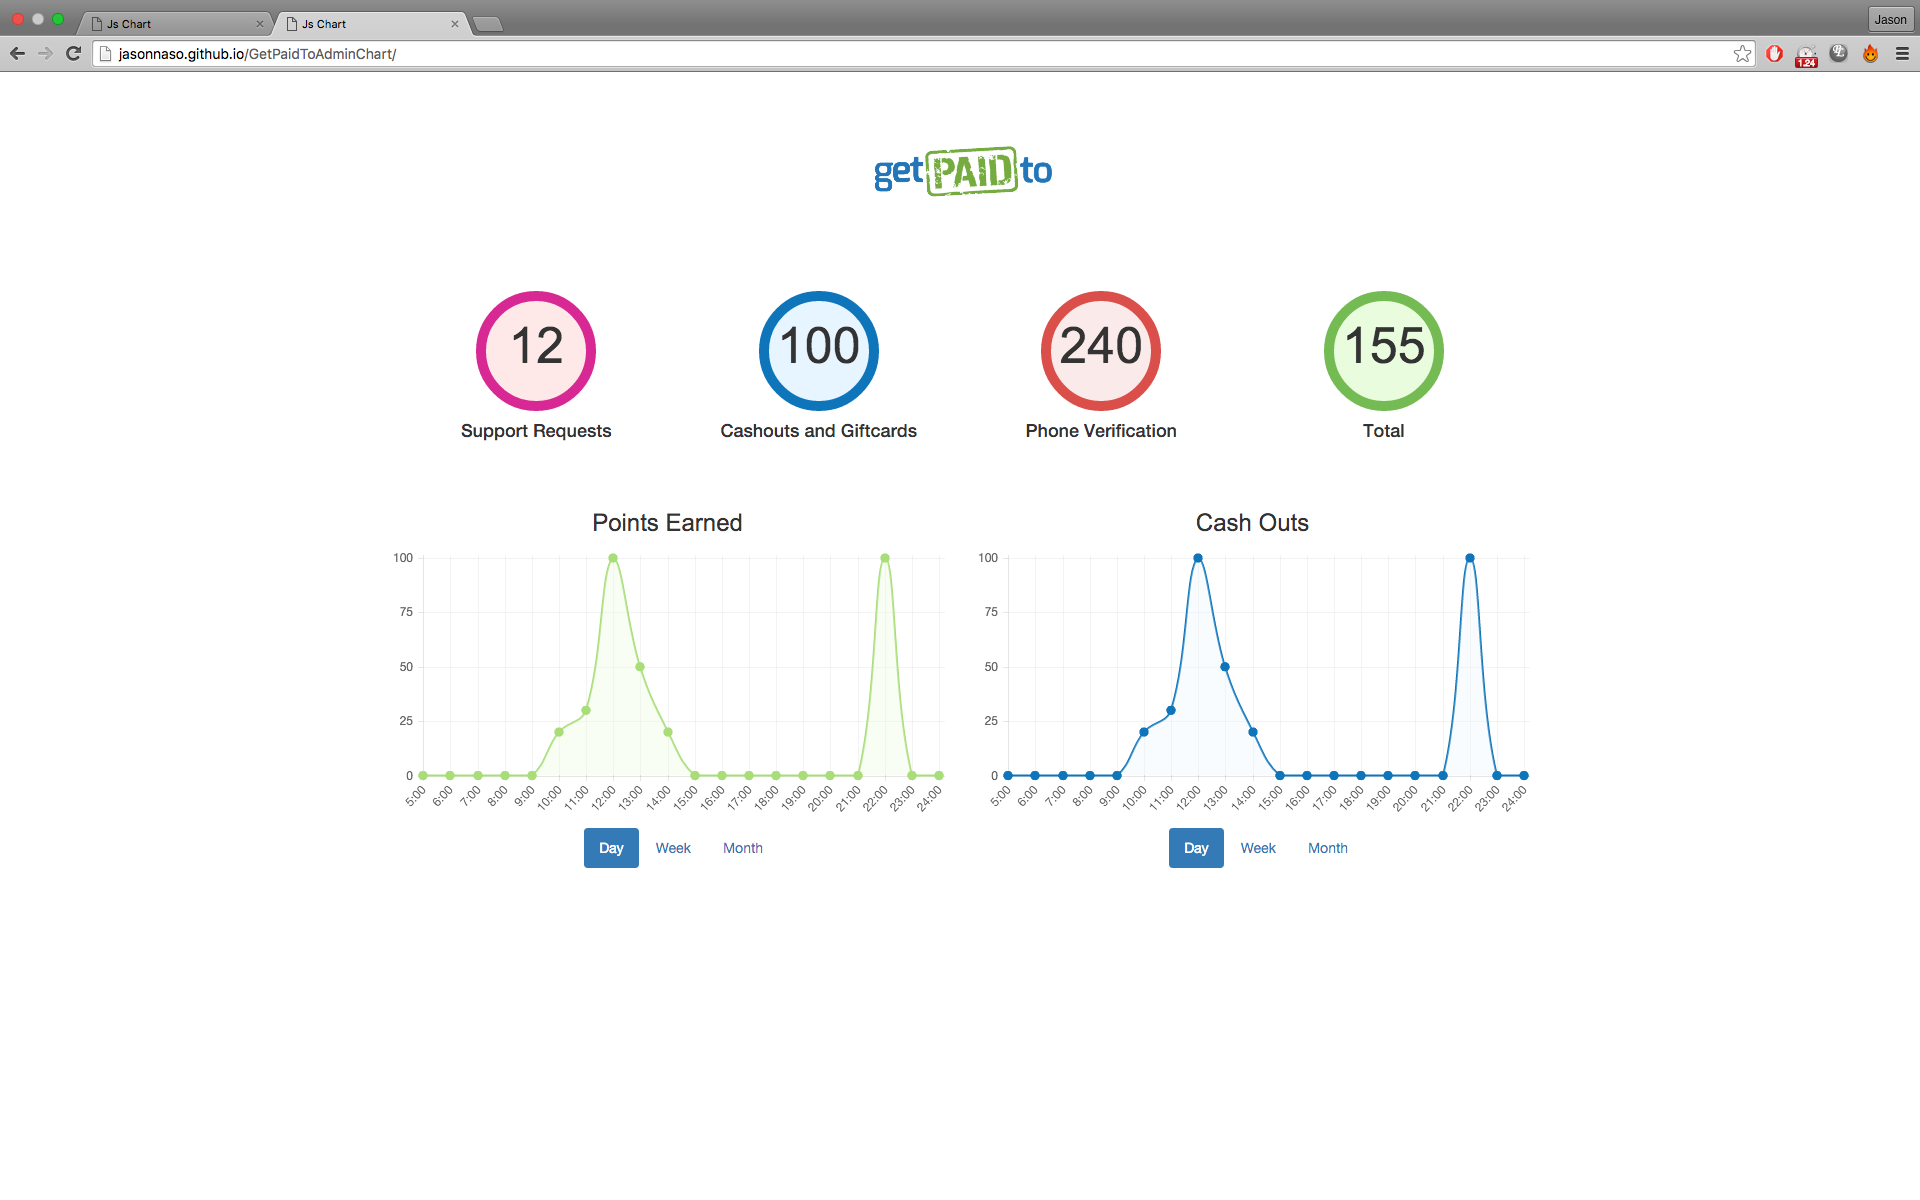 Js Chart
Js Chart
Jason
jasonnaso.github.io/GetPaidToAdminChart/
1.24
get PAID to
12
100
240
155
Support Requests
Cashouts and Giftcards
Phone Verification
Total
Points Earned
100
75
50
25
0
5:00 6:00 7:00 8:00 9:00 10:00 11:00 12:00 13:00 14:00 15:00 16:00 17:00 18:00 19:00 20:00 21:00 22:00 23:00 24:00
Day Week Month
Cash Outs
100
75
50
25
0
5:00 6:00 7:00 8:00 9:00 10:00 11:00 12:00 13:00 14:00 15:00 16:00 17:00 18:00 19:00 20:00 21:00 22:00 23:00 24:00
Day Week Month